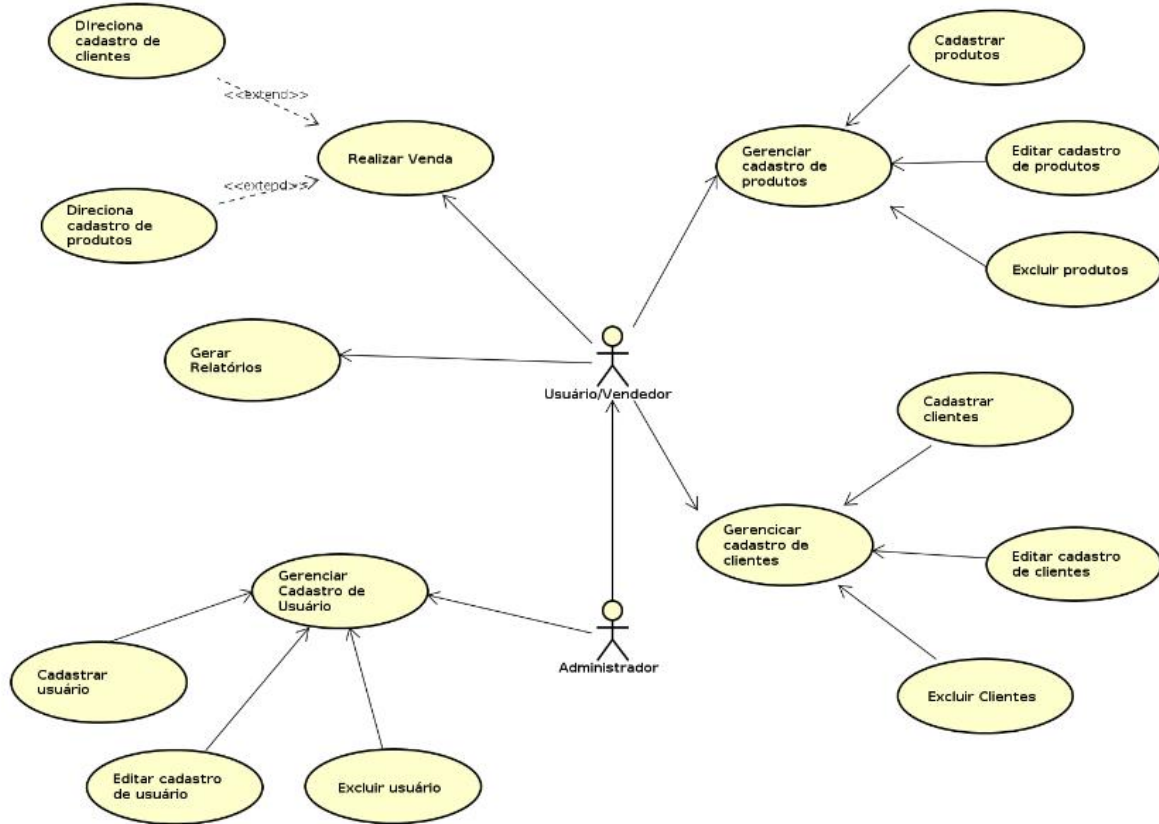 DIreciona
cadastro de
clientes
<<extend>>
Realizar Venda
<<extepd>>
Direciona
cadastro de
produtos
Cadastrar
produtos
Gerenciar
cadastro de
produtos
Editar cadastro
de produtos
Excluir produtos
Gerar
Relatórios
Usuário/Vendedor
Cadastrar
clientes
Gerencicar
cadastro de
clientes
Editar cadastro
de clientes
Excluir Clientes
Gerenciar
Cadastro de
Usuário
Administrador
Cadastrar
usuário
Editar cadastro
de usuário
Excluir usuário